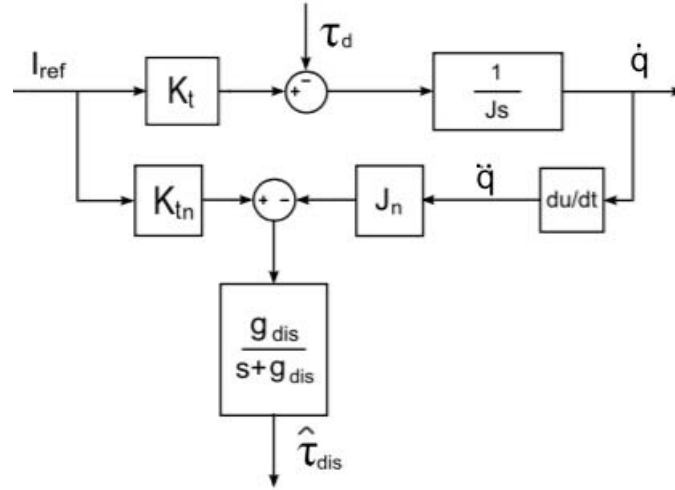 I_ref
K_t
+
−
τ_d
1
Js
q̇
K_tn
+
−
J_n
q̈
du/dt
g_dis
s+g_dis
τ̂_dis